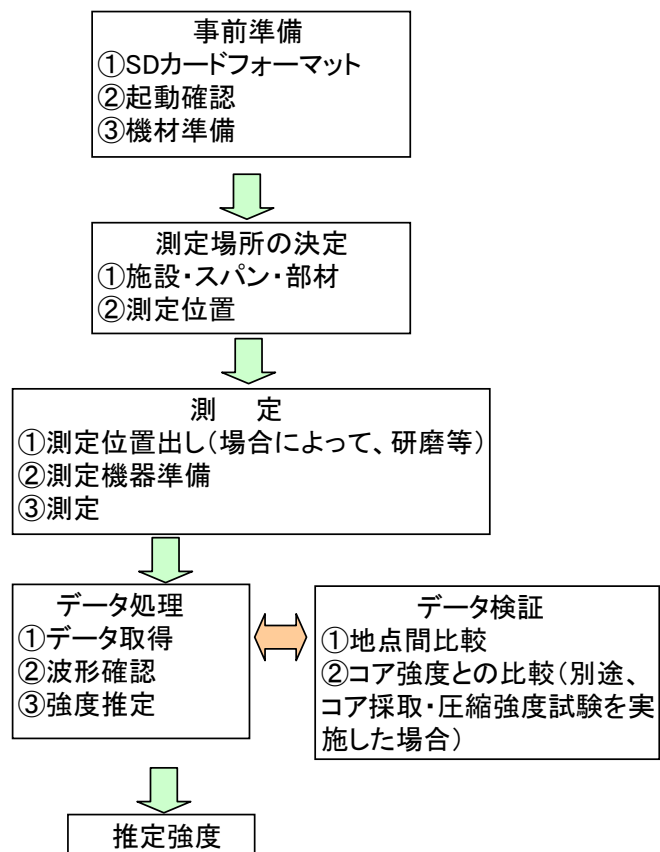 事前準備
①SDカードフォーマット
②起動確認
③機材準備
測定場所の決定
①施設・スパン・部材
②測定位置
測　定
①測定位置出し（場合によって、研磨等）
②測定機器準備
③測定
データ処理
①データ取得
②波形確認
③強度推定
データ検証
①地点間比較
②コア強度との比較（別途、
コア採取・圧縮強度試験を実
施した場合）
推定強度